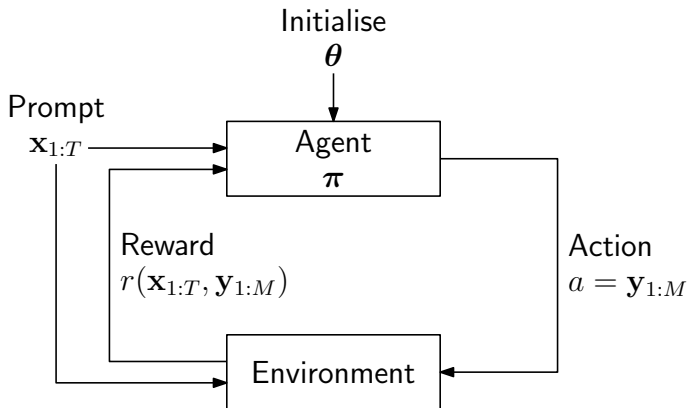 Initialise
θ
Prompt
x₁:T
Agent
π
Reward
r(x₁:T, y₁:M)
Action
a = y₁:M
Environment